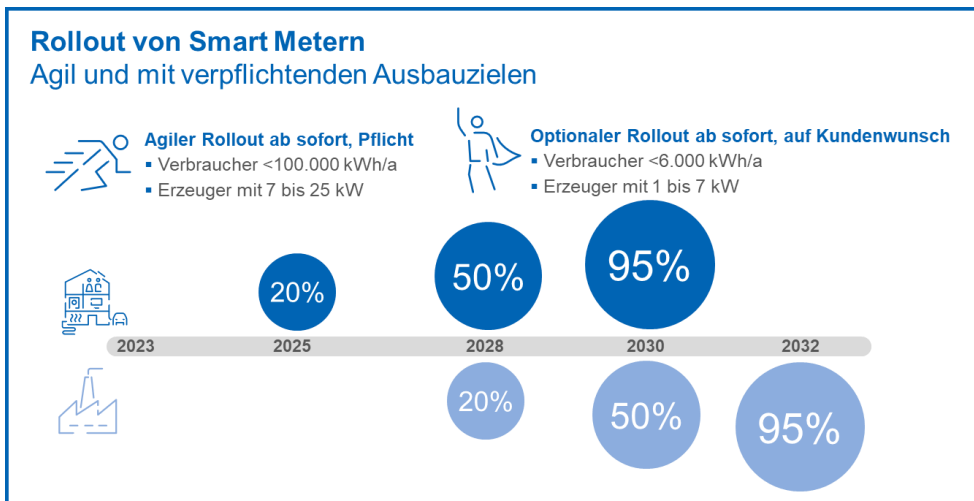 Rollout von Smart Metern
Agil und mit verpflichtenden Ausbauzielen
Agiler Rollout ab sofort, Pflicht
▪ Verbraucher <100.000 kWh/a
▪ Erzeuger mit 7 bis 25 kW
Optionaler Rollout ab sofort, auf Kundenwunsch
▪ Verbraucher <6.000 kWh/a
▪ Erzeuger mit 1 bis 7 kW
20%
50%
95%
2023
2025
2028
2030
2032
20%
50%
95%